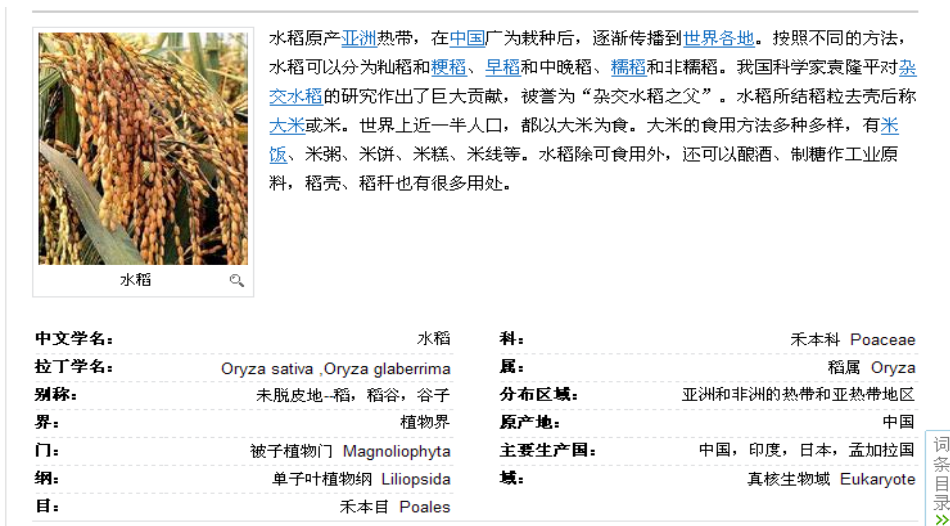 水稻原产亚洲热带，在中国广为栽种后，逐渐传播到世界各地。按照不同的方法，
水稻可以分为籼稻和粳稻、早稻和中晚稻、糯稻和非糯稻。我国科学家袁隆平对杂
交水稻的研究作出了巨大贡献，被誉为“杂交水稻之父”。水稻所结稻粒去壳后称
大米或米。世界上近一半人口，都以大米为食。大米的食用方法多种多样，有米
饭、米粥、米饼、米糕、米线等。水稻除可食用外，还可以酿酒、制糖作工业原
料，稻壳、稻秆也有很多用处。
水稻
中文学名： 水稻
拉丁学名： Oryza sativa ,Oryza glaberrima
别称： 未脱皮地--稻，稻谷，谷子
界： 植物界
门： 被子植物门 Magnoliophyta
纲： 单子叶植物纲 Liliopsida
目： 禾本目 Poales
科： 禾本科 Poaceae
属： 稻属 Oryza
分布区域： 亚洲和非洲的热带和亚热带地区
原产地： 中国
主要生产国： 中国，印度，日本，孟加拉国
域： 真核生物域 Eukaryote
词
条
目
录